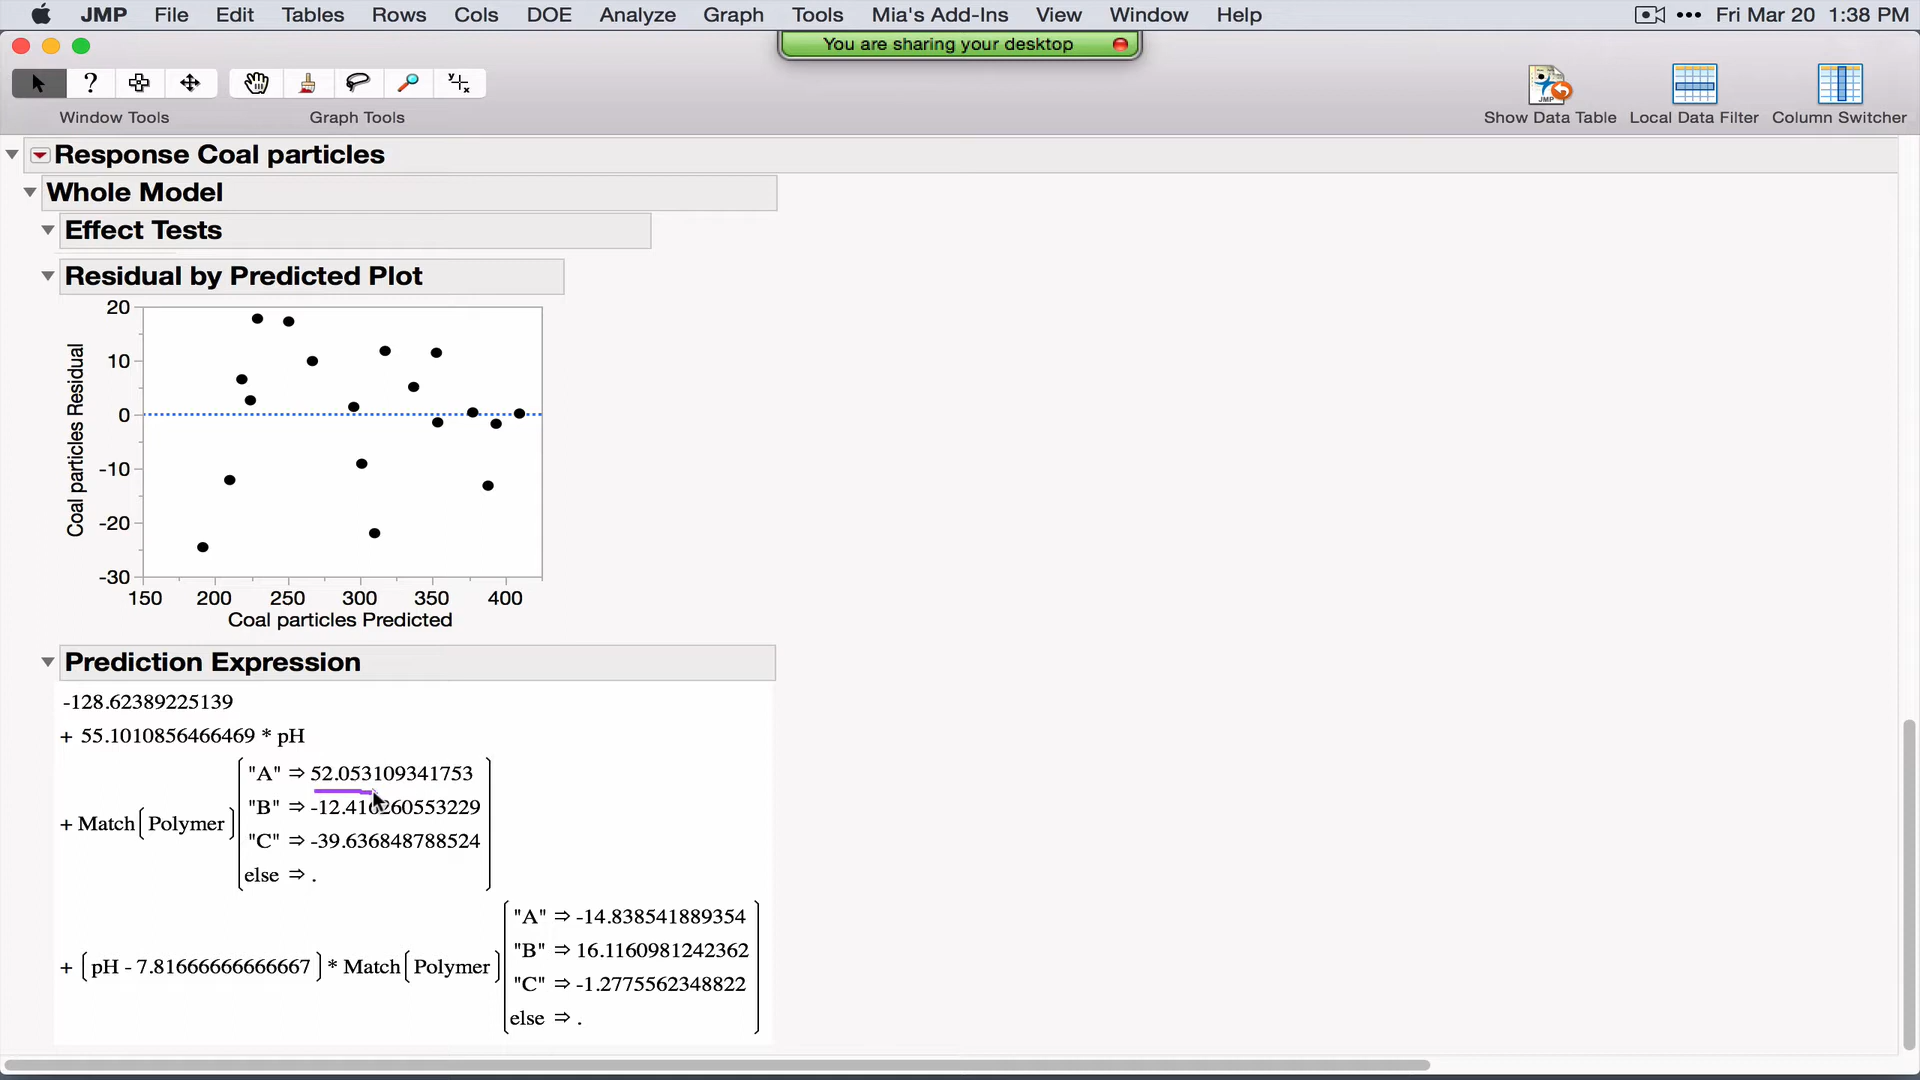 JMP File Edit Tables Rows Cols DOE Analyze Graph Tools Mia's Add-Ins View Window Help ••• Fri Mar 20 1:38 PM
You are sharing your desktop
?
Window Tools Graph Tools Show Data Table Local Data Filter Column Switcher
Response Coal particles
Whole Model
Effect Tests
Residual by Predicted Plot
20
10
0
-10
-20
-30
Coal particles Residual
150 200 250 300 350 400
Coal particles Predicted
Prediction Expression
-128.62389225139
+ 55.1010856466469 * pH
"A" ⇒ 52.053109341753
"B" ⇒ -12.416260553229
+ Match(Polymer)
"C" ⇒ -39.636848788524
else ⇒ .
"A" ⇒ -14.838541889354
"B" ⇒ 16.1160981242362
+ (pH - 7.81666666666667) * Match(Polymer)
"C" ⇒ -1.2775562348822
else ⇒ .